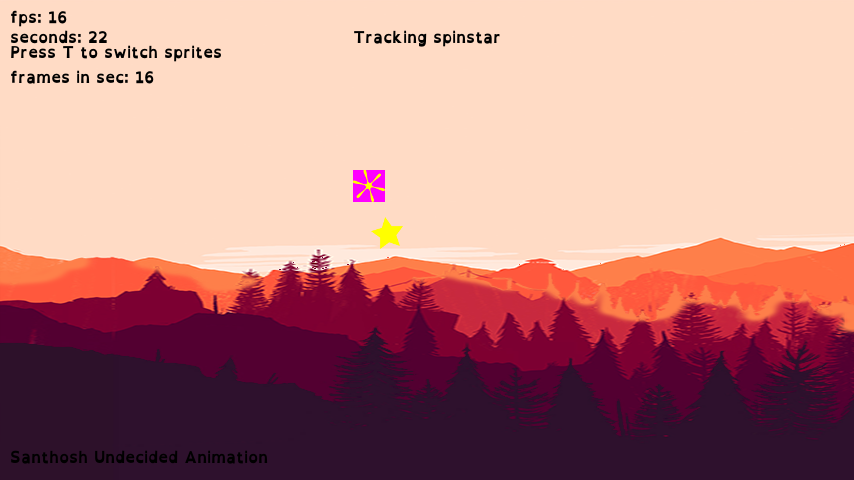 fps: 16
seconds: 22
Press T to switch sprites
frames in sec: 16
Tracking spinstar
Santhosh Undecided Animation